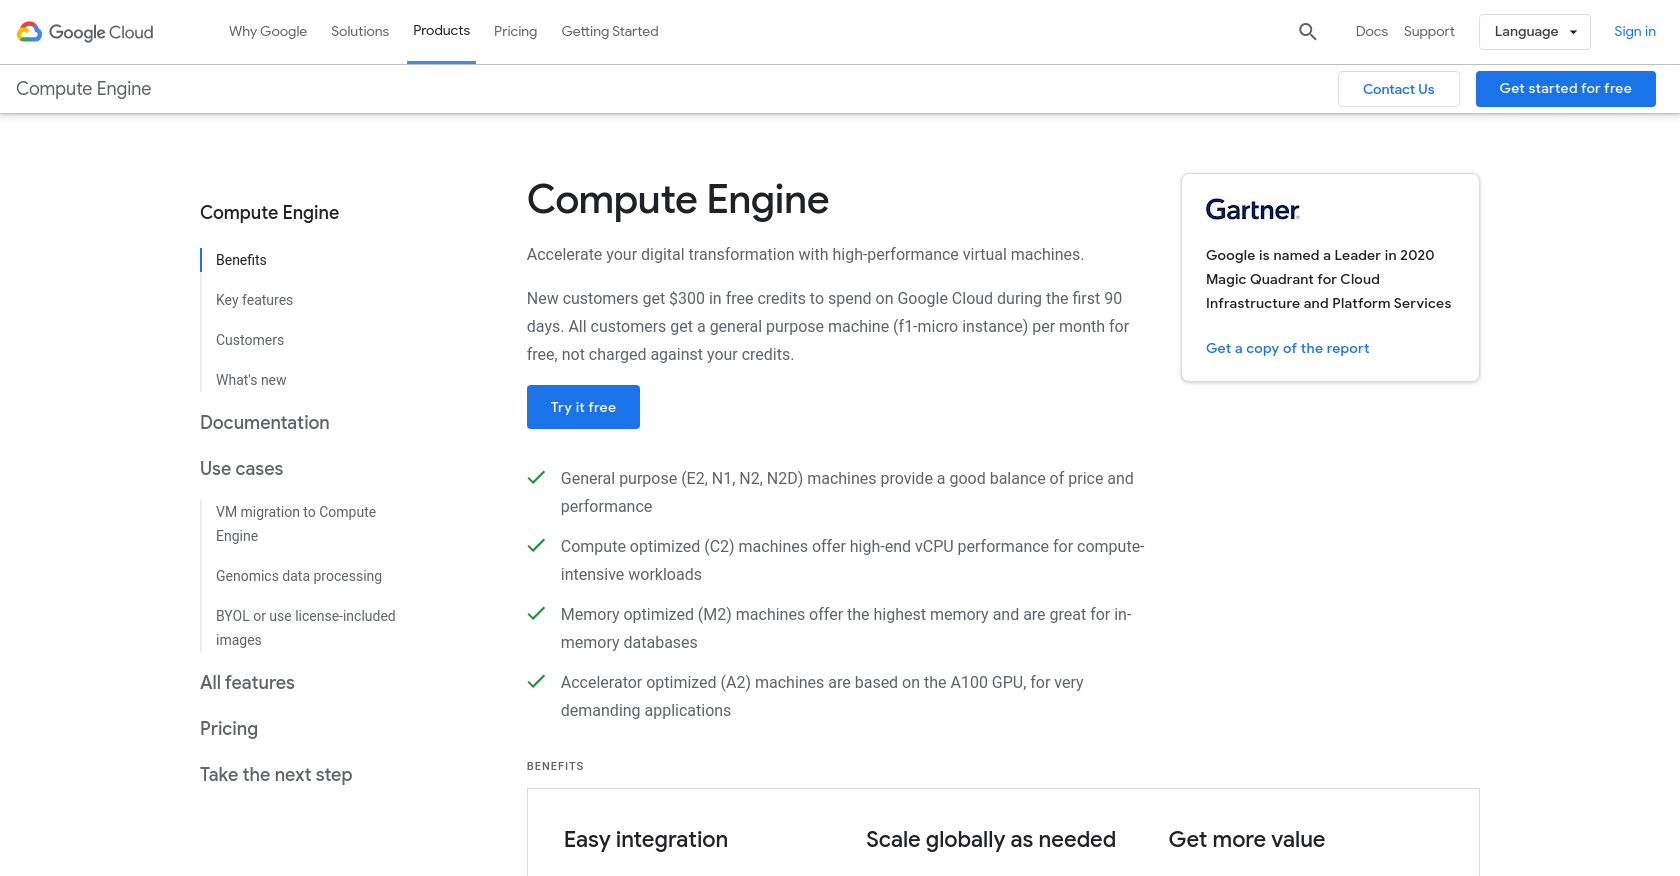 Google Cloud
Why Google
Solutions
Products
Pricing
Getting Started
Docs
Support
Language
Sign in
Compute Engine
Contact Us
Get started for free
Compute Engine
Benefits
Key features
Customers
What's new
Documentation
Use cases
VM migration to Compute
Engine
Genomics data processing
BYOL or use license-included
images
All features
Pricing
Take the next step
Compute Engine
Accelerate your digital transformation with high-performance virtual machines.
New customers get $300 in free credits to spend on Google Cloud during the first 90
days. All customers get a general purpose machine (f1-micro instance) per month for
free, not charged against your credits.
Try it free
General purpose (E2, N1, N2, N2D) machines provide a good balance of price and
performance
Compute optimized (C2) machines offer high-end vCPU performance for compute-
intensive workloads
Memory optimized (M2) machines offer the highest memory and are great for in-
memory databases
Accelerator optimized (A2) machines are based on the A100 GPU, for very
demanding applications
Gartner
Google is named a Leader in 2020
Magic Quadrant for Cloud
Infrastructure and Platform Services
Get a copy of the report
BENEFITS
Easy integration
Scale globally as needed
Get more value